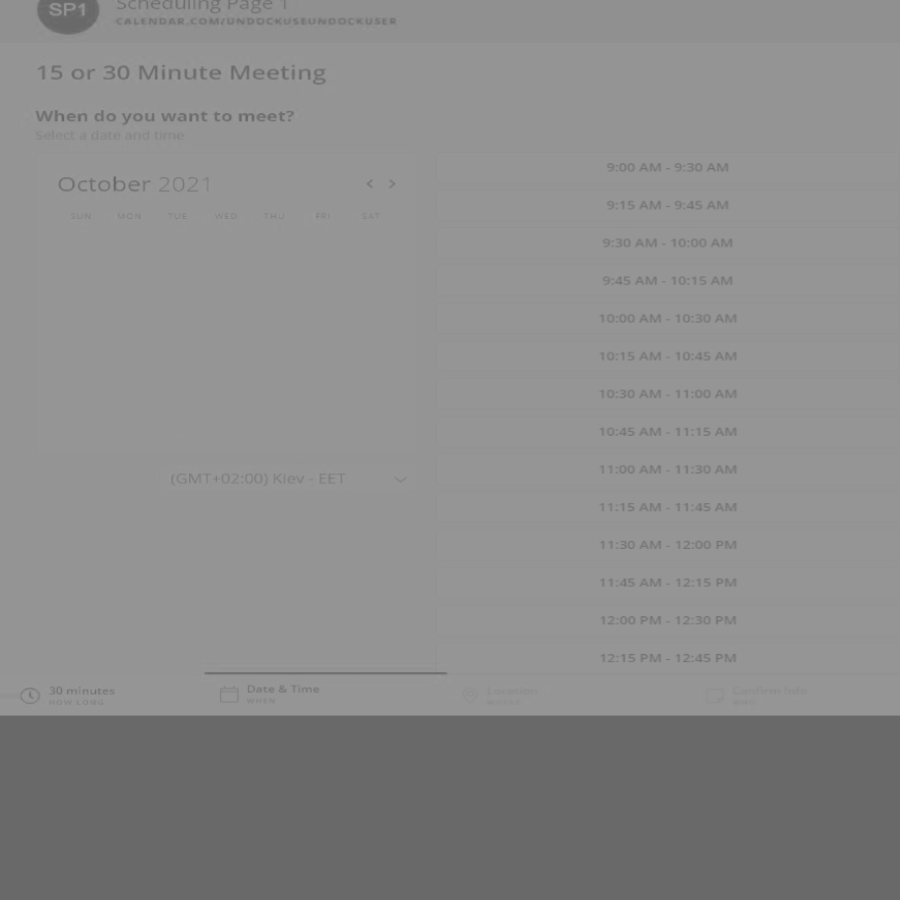 SP1
Scheduling Page 1
CALENDAR.COM/UNDOCKUSEUNDOCKUSER
15 or 30 Minute Meeting
When do you want to meet?
Select a date and time
October 2021 < >
SUN MON TUE WED THU FRI SAT
(GMT+02:00) Kiev - EET
9:00 AM - 9:30 AM
9:15 AM - 9:45 AM
9:30 AM - 10:00 AM
9:45 AM - 10:15 AM
10:00 AM - 10:30 AM
10:15 AM - 10:45 AM
10:30 AM - 11:00 AM
10:45 AM - 11:15 AM
11:00 AM - 11:30 AM
11:15 AM - 11:45 AM
11:30 AM - 12:00 PM
11:45 AM - 12:15 PM
12:00 PM - 12:30 PM
12:15 PM - 12:45 PM
30 minutes
HOW LONG
Date & Time
WHEN
Location
WHERE
Confirm Info
WHO